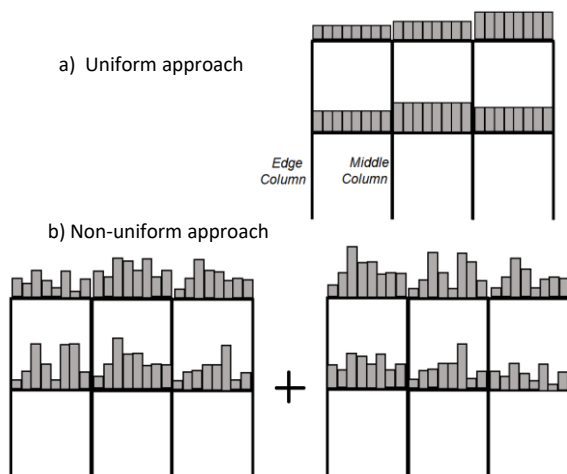 a) Uniform approach
Edge
Column
Middle
Column
b) Non-uniform approach
+